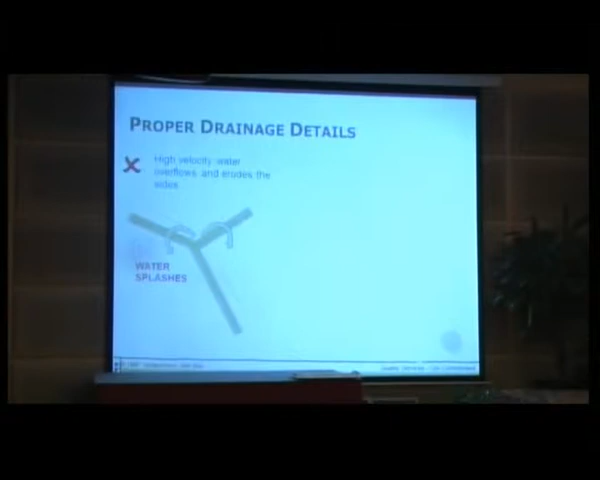 PROPER DRAINAGE DETAILS
High velocity water
overflows and erodes the
sides
WATER
SPLASHES